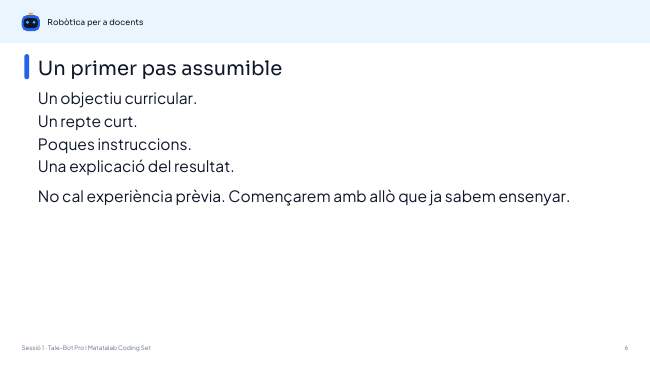 Robòtica per a docents
Un primer pas assumible
Un objectiu curricular.
Un repte curt.
Poques instruccions.
Una explicació del resultat.
No cal experiència prèvia. Començarem amb allò que ja sabem ensenyar.
Sessió 1 · Tale-Bot Pro i Matatalab Coding Set
6